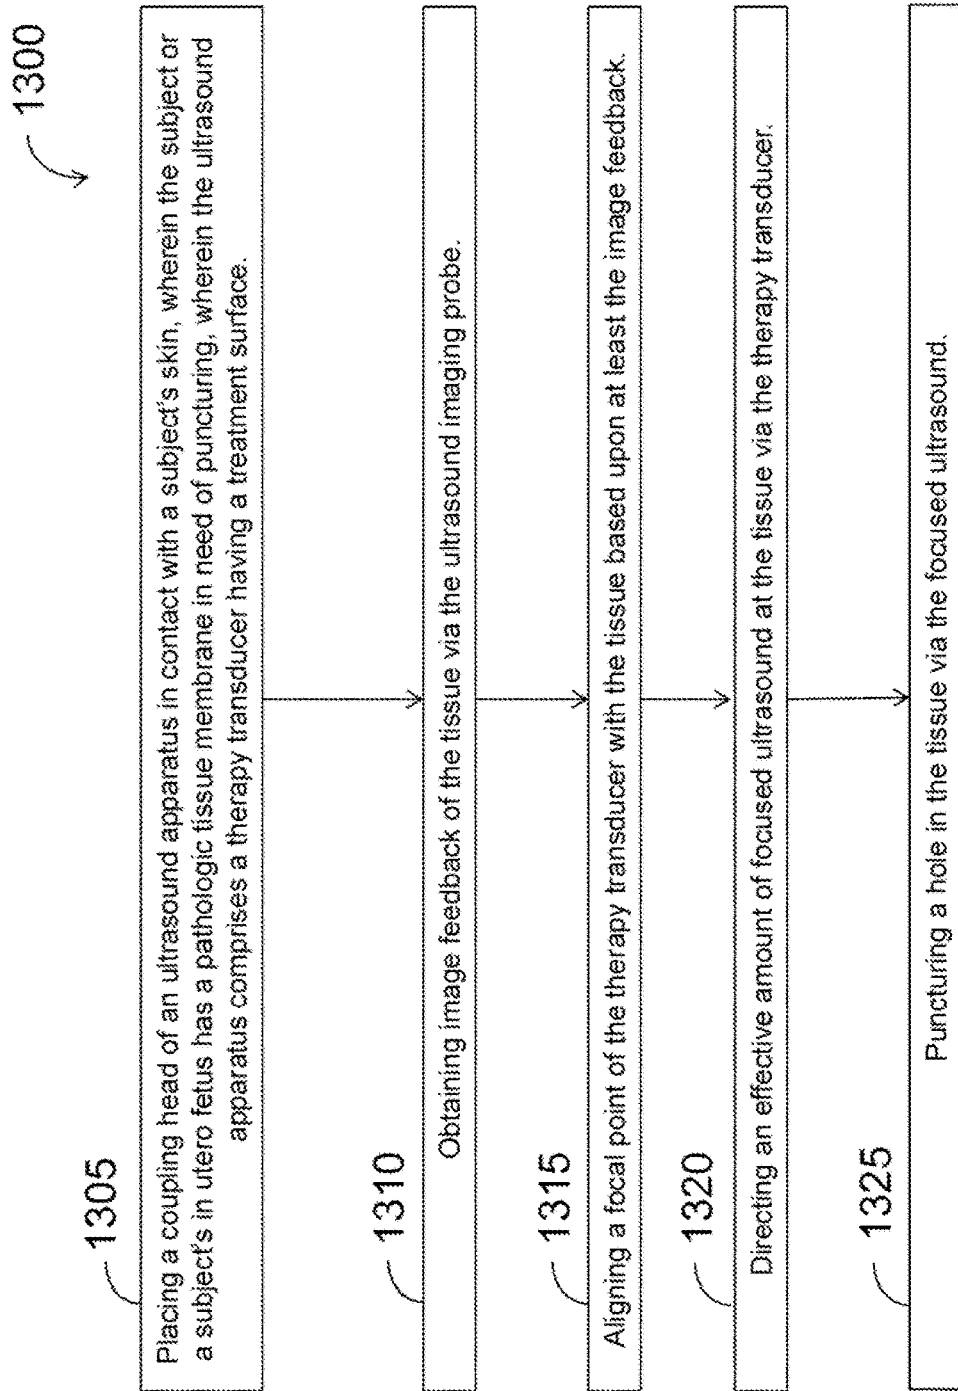 1300
1305
Placing a coupling head of an ultrasound apparatus in contact with a subject's skin, wherein the subject or
a subject's in utero fetus has a pathologic tissue membrane in need of puncturing, wherein the ultrasound
apparatus comprises a therapy transducer having a treatment surface.
1310
Obtaining image feedback of the tissue via the ultrasound imaging probe.
1315
Aligning a focal point of the therapy transducer with the tissue based upon at least the image feedback.
1320
Directing an effective amount of focused ultrasound at the tissue via the therapy transducer.
1325
Puncturing a hole in the tissue via the focused ultrasound.